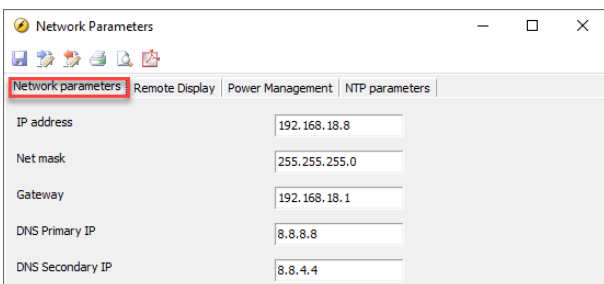 Network Parameters
Network parameters Remote Display Power Management NTP parameters
IP address 192.168.18.8
Net mask 255.255.255.0
Gateway 192.168.18.1
DNS Primary IP 8.8.8.8
DNS Secondary IP 8.8.4.4